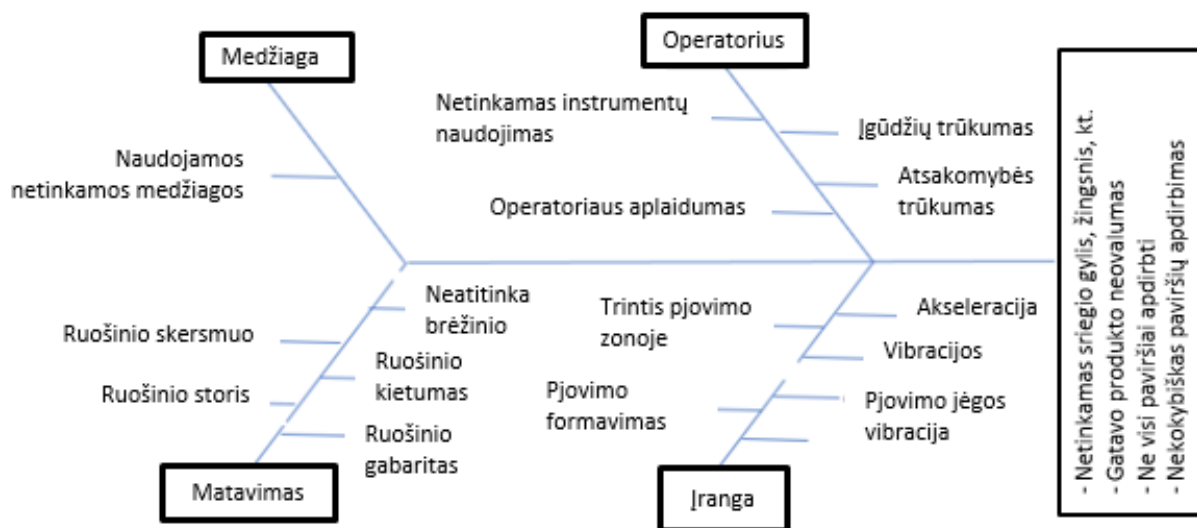 Medžiaga
Operatorius
Naudojamos
netinkamos medžiagos
Netinkamas instrumentų
naudojimas
Įgūdžių trūkumas
Atsakomybės
trūkumas
Operatoriaus aplaidumas
Neatitinka
brėžinio
Ruošinio skersmuo
Ruošinio
kietumas
Ruošinio storis
Ruošinio
gabaritas
Matavimas
Trintis pjovimo
zonoje
Akseleracija
Vibracijos
Pjovimo
formavimas
Pjovimo jėgos
vibracija
Įranga
- Netinkamas sriegio gylis, žingsnis, kt.
- Gatavo produkto neovalumas
- Ne visi paviršiai apdirbti
- Nekokybiškas paviršių apdirbimas